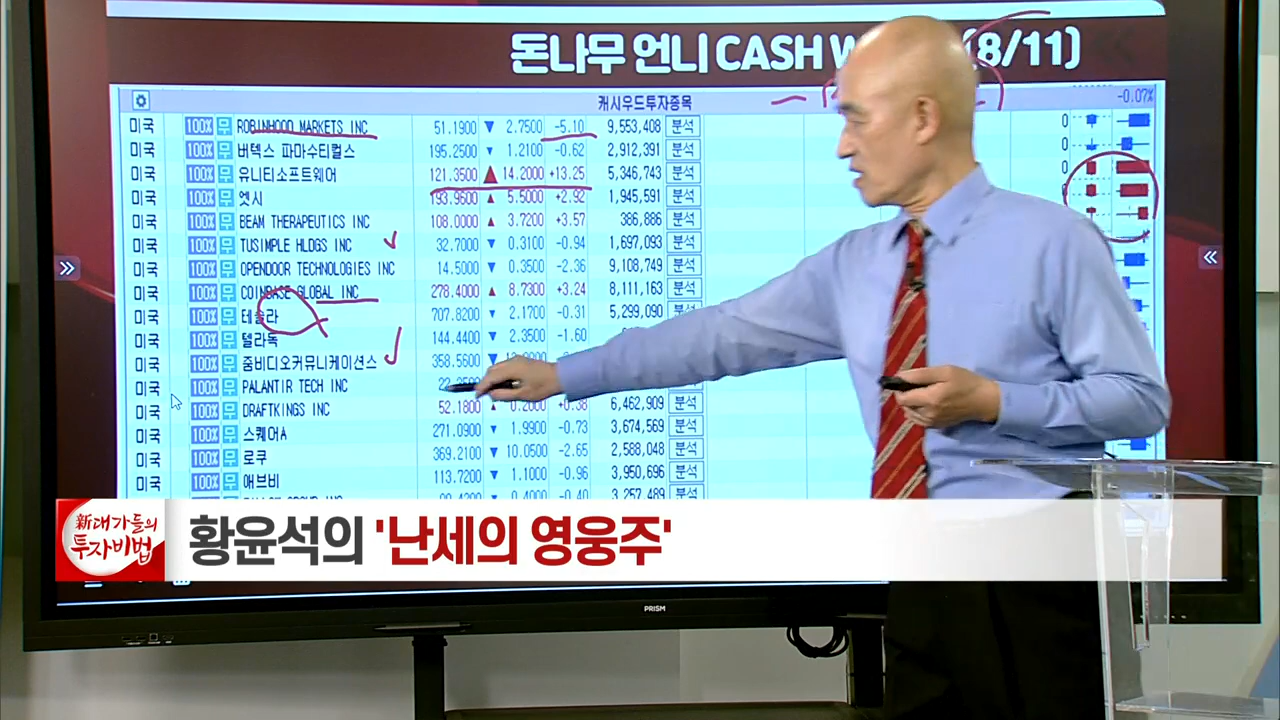 돈나무 언니 CASH W (8/11)
캐시우드투자종목 -0.07%
미국 100% 무 ROBINHOOD MARKETS INC 51.1900 ▼ 2.7500 -5.10 9,553,408 분석 0
미국 100% 무 버텍스 파마수티컬스 195.2500 ▼ 1.2100 -0.62 2,912,391 분석 0
미국 100% 무 유니티소프트웨어 121.3500 ▲ 14.2000 +13.25 5,346,743 분석 0
미국 100% 무 엣시 193.9600 ▲ 5.5000 +2.92 1,945,591 분석 0
미국 100% 무 BEAM THERAPEUTICS INC 108.0000 ▲ 3.7200 +3.57 386,886 분석
미국 100% 무 TUSIMPLE HLDGS INC 32.7000 ▼ 0.3100 -0.94 1,697,093 분석
미국 100% 무 OPENDOOR TECHNOLOGIES INC 14.5000 ▼ 0.3500 -2.36 9,108,749 분석
미국 100% 무 COINBASE GLOBAL INC 278.4000 ▲ 8.7300 +3.24 8,111,163 분석
미국 100% 무 테슬라 707.8200 ▼ 2.1700 -0.31 5,299,090 분석
미국 100% 무 텔라독 144.4400 ▼ 2.3500 -1.60 분석
미국 100% 무 줌비디오커뮤니케이션스 358.5600 ▼
미국 100% 무 PALANTIR TECH INC
미국 100% 무 DRAFTKINGS INC 52.1800 ▲ 0.2000 +0.38 6,462,909 분석
미국 100% 무 스퀘어A 271.0900 ▼ 1.9900 -0.73 3,674,569 분석
미국 100% 무 로쿠 369.2100 ▼ 10.0500 -2.65 2,588,048 분석
미국 100% 무 애브비 113.7200 ▼ 1.1000 -0.96 3,950,696 분석
新대가들의
투자비법
황윤석의 '난세의 영웅주'
PRISM